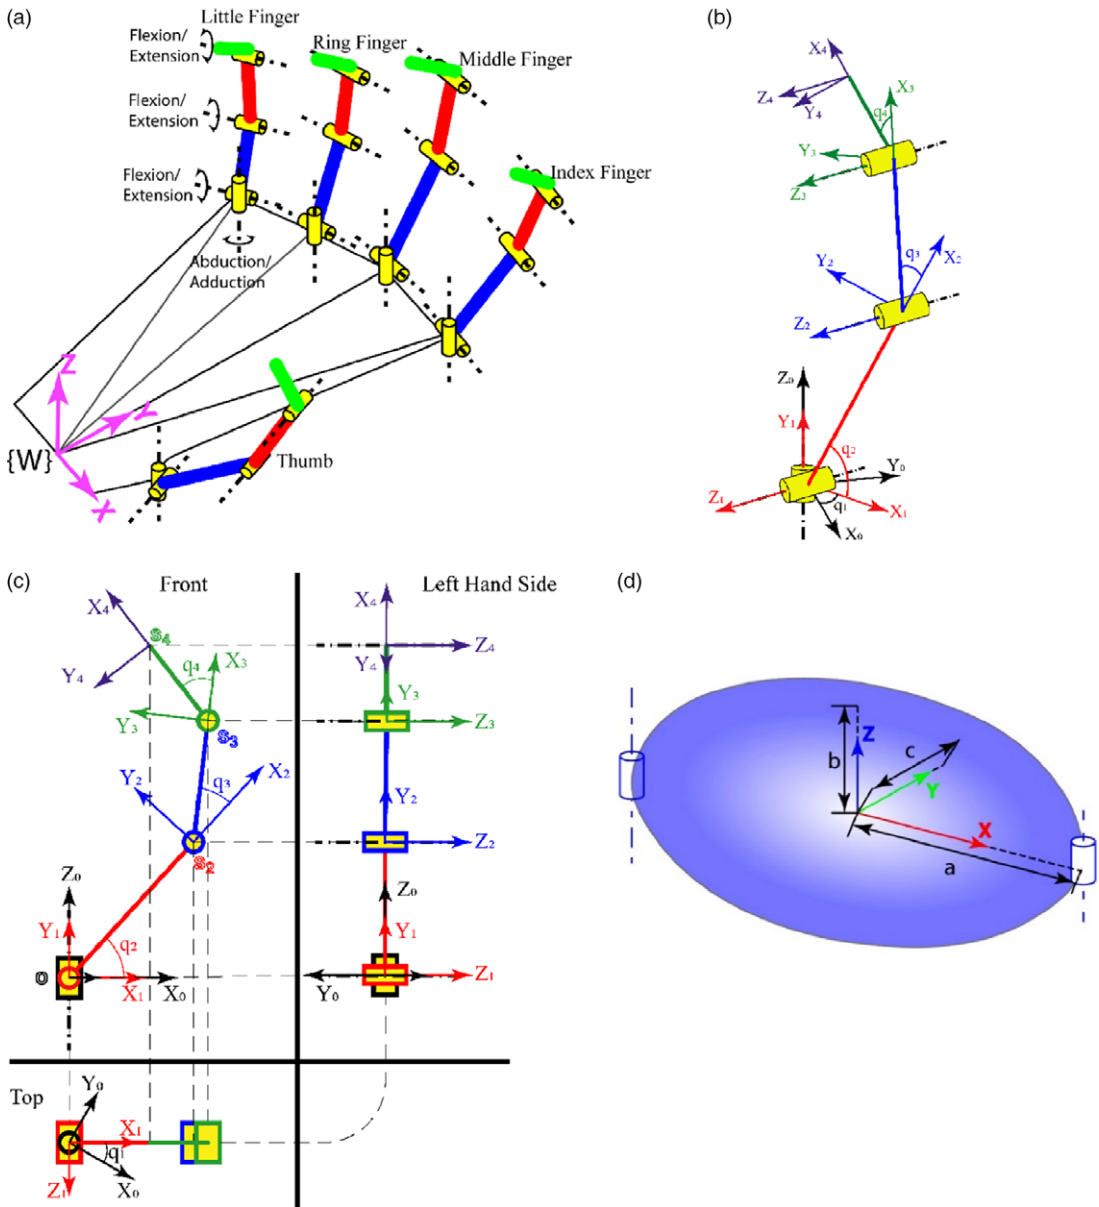 (a)
Little Finger
Flexion/
Extension
Ring Finger
Middle Finger
Flexion/
Extension
Flexion/
Extension
Index Finger
Abduction/
Adduction
Z
Y
{W}
X
Thumb
(b)
X₄
Z₄
Y₄
X₃
q₄
Y₃
Z₃
Y₂
q₃
X₂
Z₂
Z₀
Y₁
q₂
Y₀
Z₁
q₁
X₁
X₀
(c)
Front
Left Hand Side
X₄
S₄
Y₄
q₄
X₃
Y₃
S₃
Y₂
q₃
X₂
S₂
Z₀
Y₁
q₂
O
X₁
X₀
X₄
Z₄
Y₄
Y₃
Z₃
Y₂
Z₂
Z₀
Y₁
Z₁
Y₀
Top
Y₀
X₁
q
Z₁
X₀
(d)
b
Z
c
Y
X
a